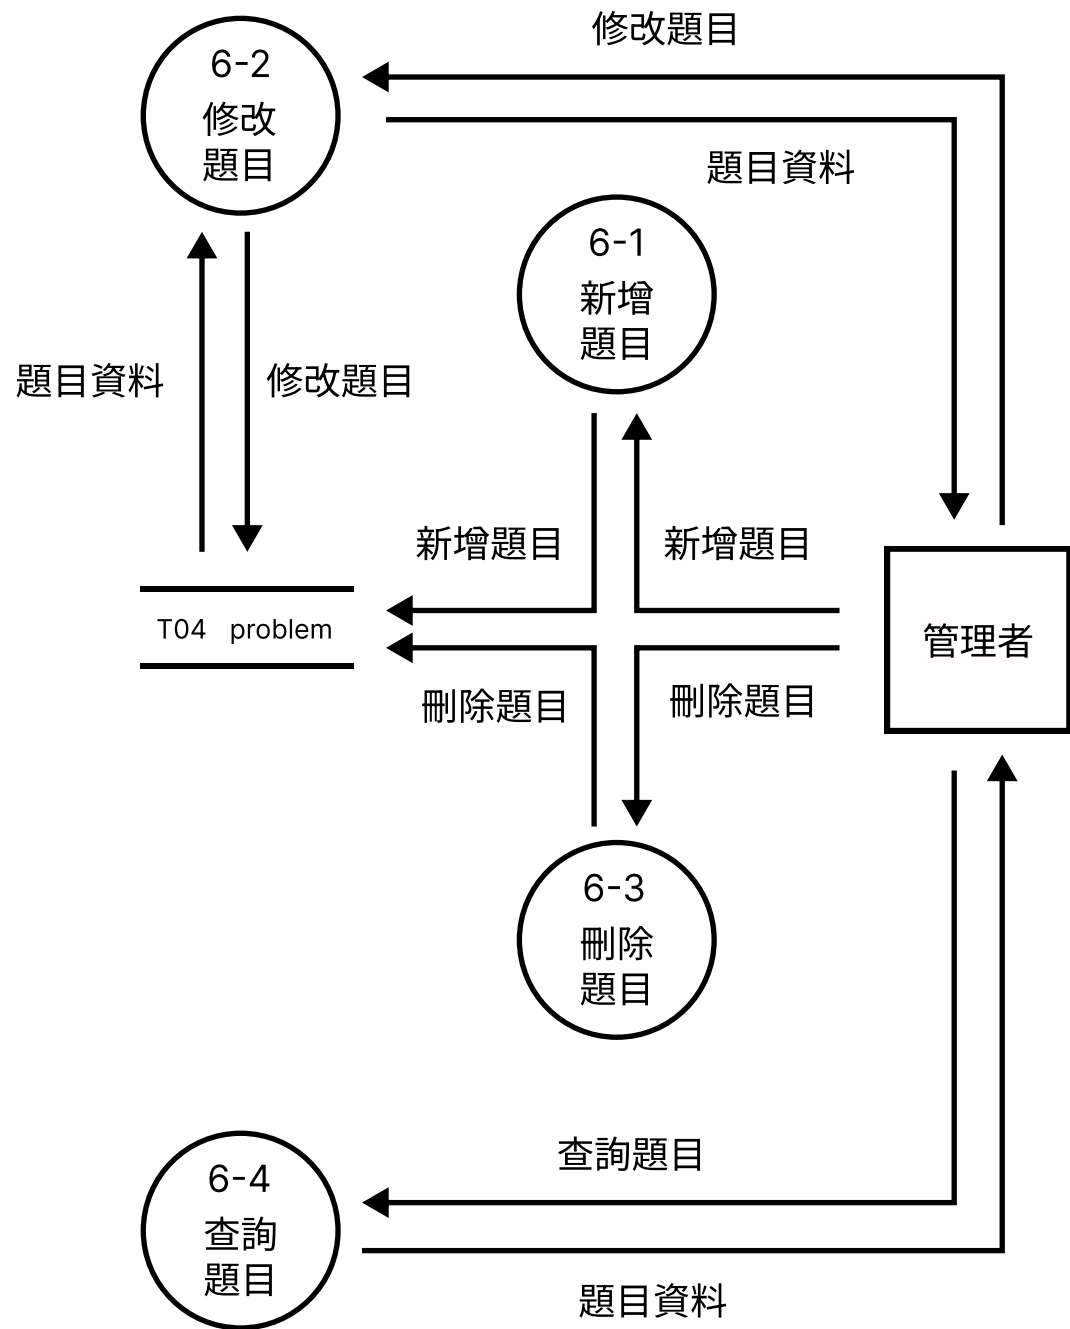 修改題目
6-2
修改
題目
題目資料
6-1
新增
題目
題目資料
修改題目
新增題目
新增題目
T04 problem
管理者
刪除題目
刪除題目
6-3
刪除
題目
查詢題目
6-4
查詢
題目
題目資料